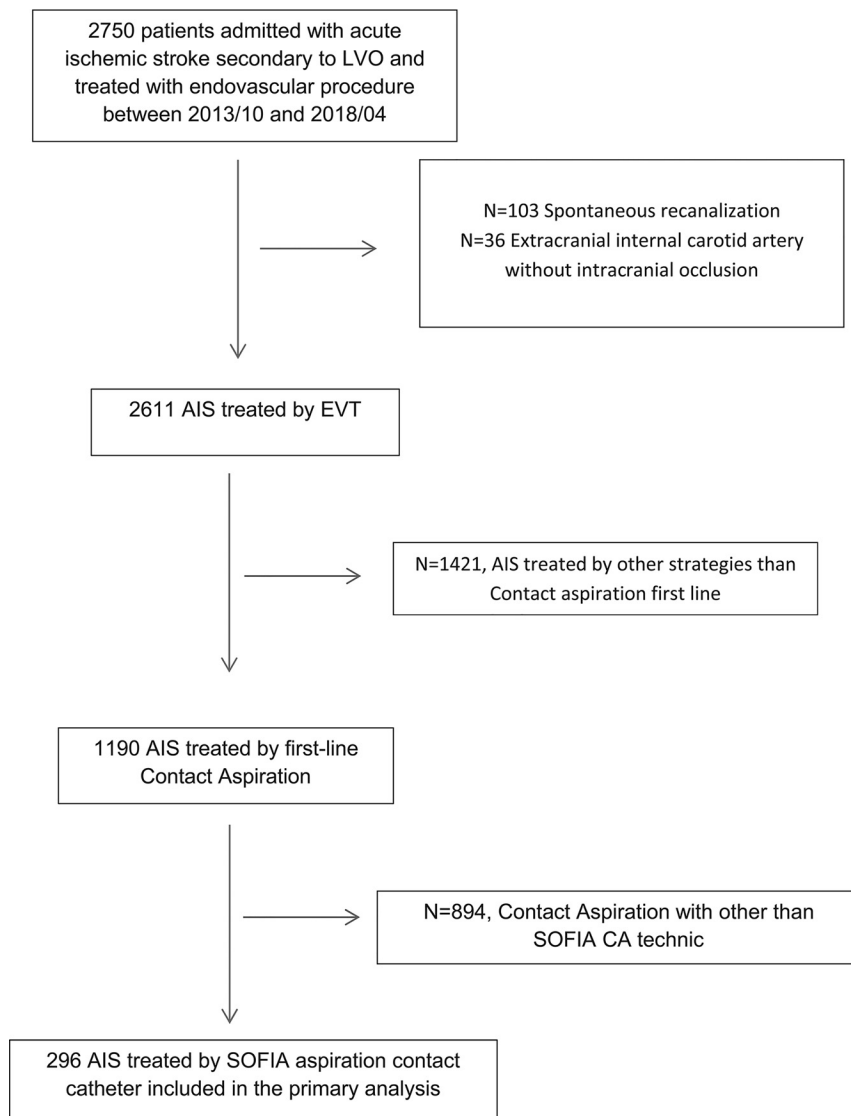 2750 patients admitted with acute
ischemic stroke secondary to LVO and
treated with endovascular procedure
between 2013/10 and 2018/04
N=103 Spontaneous recanalization
N=36 Extracranial internal carotid artery
without intracranial occlusion
2611 AIS treated by EVT
N=1421, AIS treated by other strategies than
Contact aspiration first line
1190 AIS treated by first-line
Contact Aspiration
N=894, Contact Aspiration with other than
SOFIA CA technic
296 AIS treated by SOFIA aspiration contact
catheter included in the primary analysis